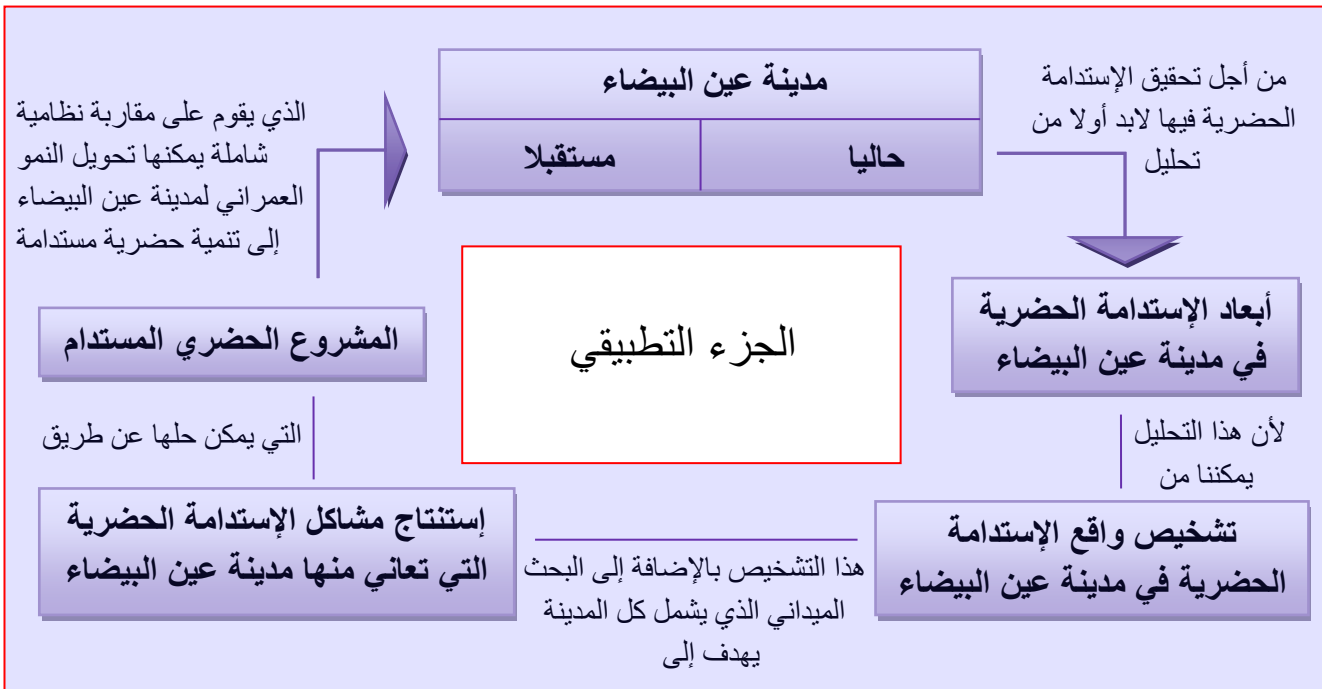 مدينة عين البيضاء
حاليا
مستقبلا
من أجل تحقيق الإستدامة
الحضرية فيها لابد أولا من
تحليل
أبعاد الإستدامة الحضرية
في مدينة عين البيضاء
لأن هذا التحليل
يمكننا من
تشخيص واقع الإستدامة
الحضرية في مدينة عين البيضاء
هذا التشخيص بالإضافة إلى البحث
الميداني الذي يشمل كل المدينة
يهدف إلى
إستنتاج مشاكل الإستدامة الحضرية
التي تعاني منها مدينة عين البيضاء
التي يمكن حلها عن طريق
المشروع الحضري المستدام
الذي يقوم على مقاربة نظامية
شاملة يمكنها تحويل النمو
العمراني لمدينة عين البيضاء
إلى تنمية حضرية مستدامة
الجزء التطبيقي